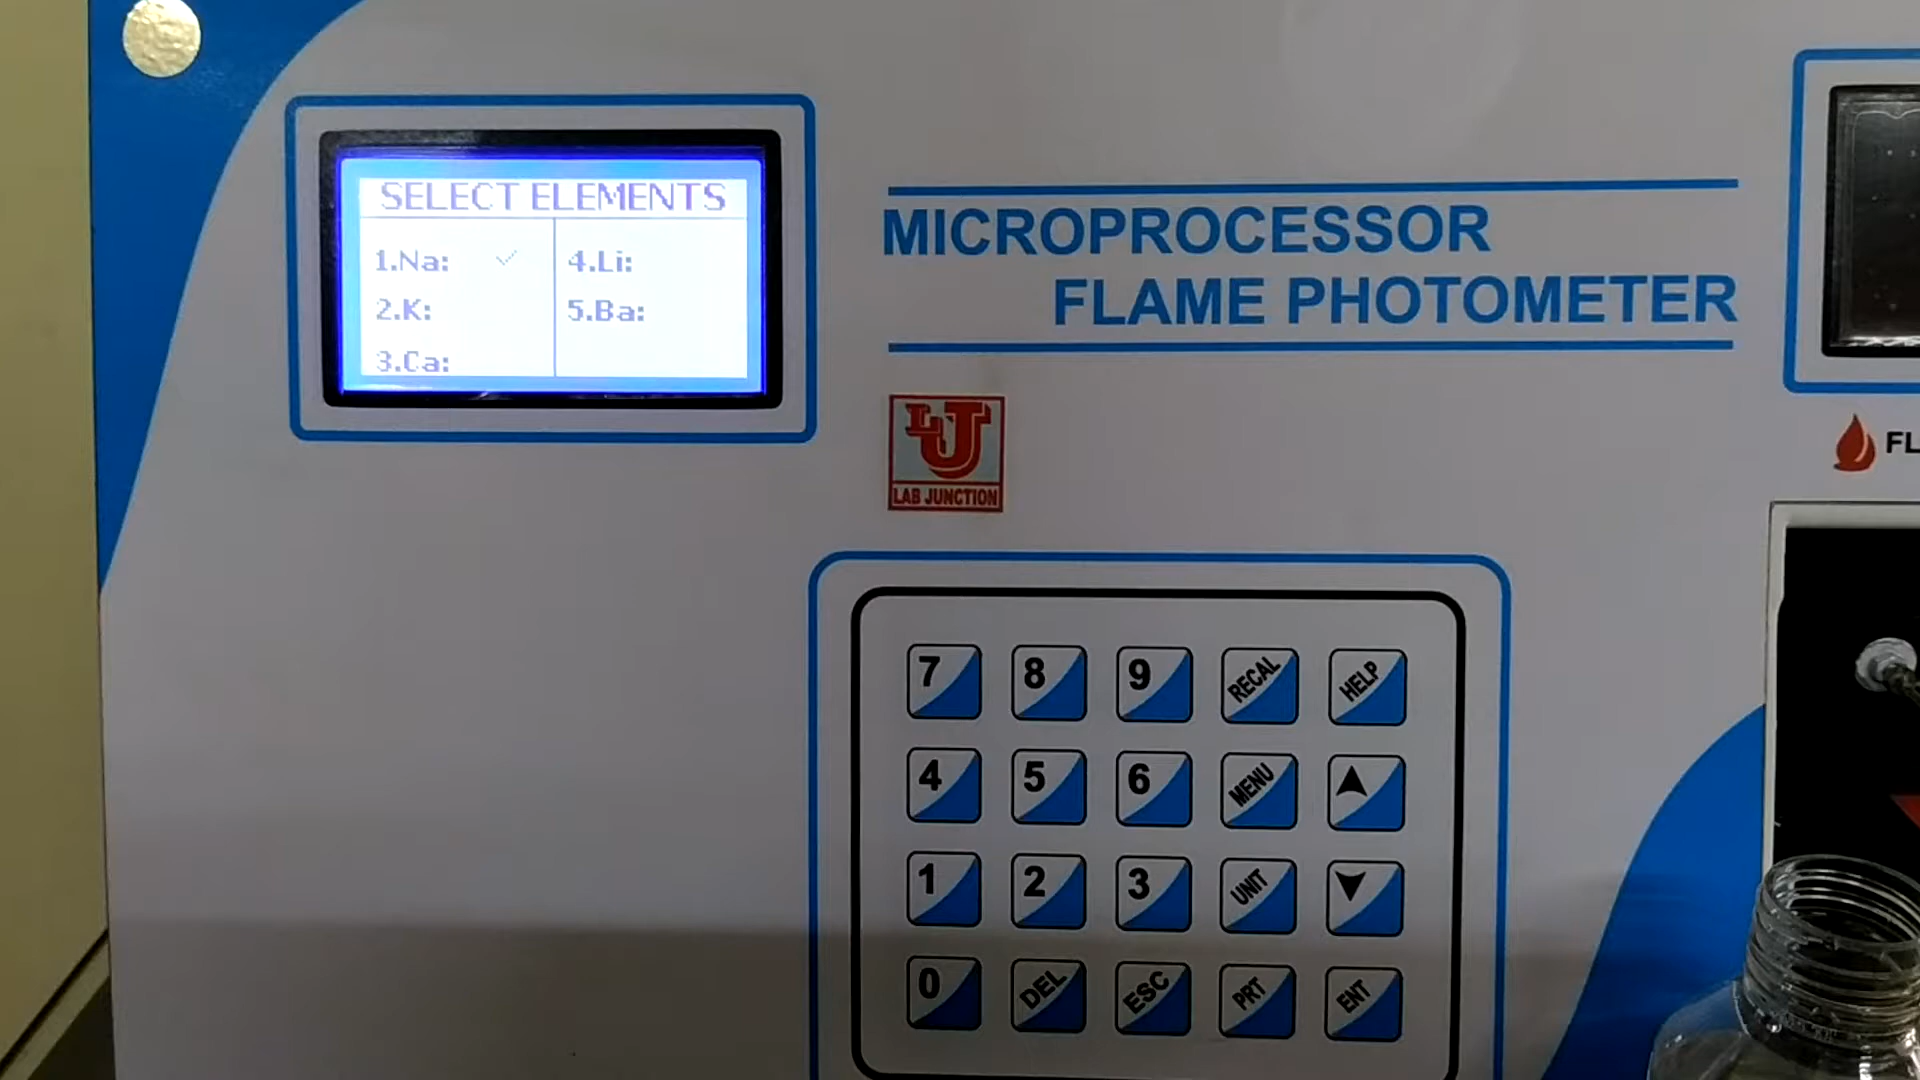 SELECT ELEMENTS
1.Na: ✓
4.Li:
2.K:
5.Ba:
3.Ca:
MICROPROCESSOR
FLAME PHOTOMETER
LJ
LAB JUNCTION
FL
7 8 9 RECAL HELP
4 5 6 MENU
1 2 3 UNIT
0 DEL ESC PRT ENT